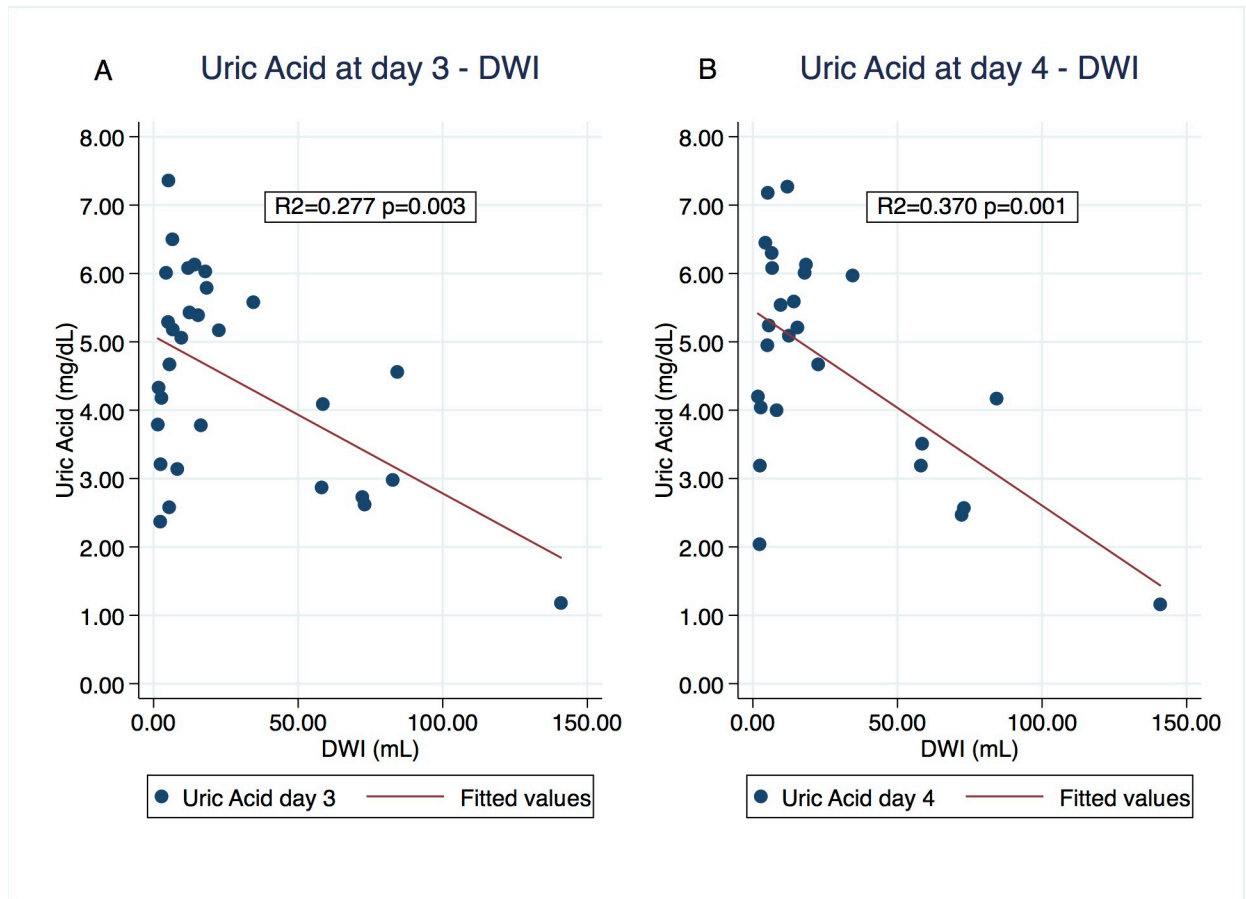 A
Uric Acid at day 3 - DWI
8.00
7.00
6.00
5.00
4.00
3.00
2.00
1.00
0.00
Uric Acid (mg/dL)
R2=0.277 p=0.003
0.00 50.00 100.00 150.00
DWI (mL)
Uric Acid day 3 Fitted values
B
Uric Acid at day 4 - DWI
8.00
7.00
6.00
5.00
4.00
3.00
2.00
1.00
0.00
Uric Acid (mg/dL)
R2=0.370 p=0.001
0.00 50.00 100.00 150.00
DWI (mL)
Uric Acid day 4 Fitted values